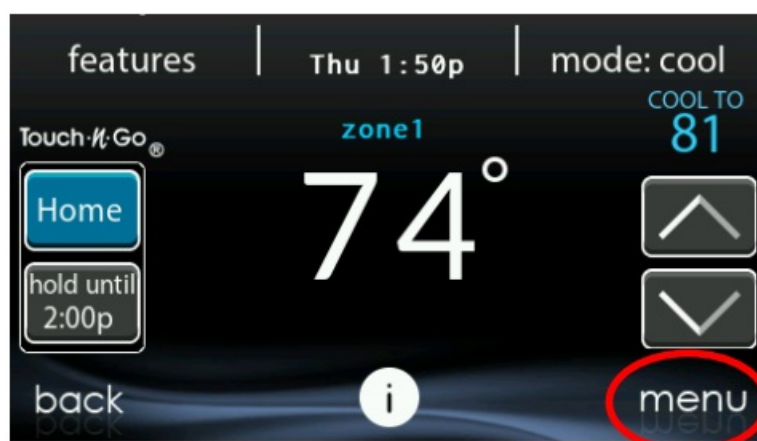 features
Thu 1:50p
mode: cool
COOL TO
81
Touch·N·Go®
zone1
74°
Home
hold until
2:00p
back
i
menu